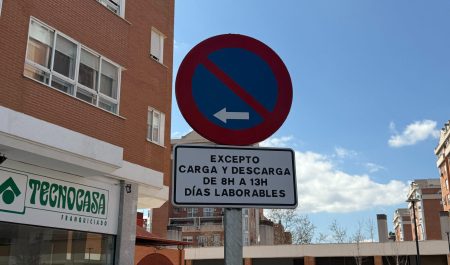 EXCEPTO
CARGA Y DESCARGA
DE 8H A 13H
DÍAS LABORABLES
TECNOCASA
FRANQUICIADO